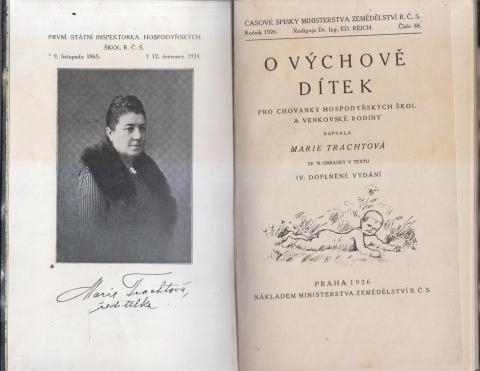 PRVNÍ STÁTNÍ INSPEKTORKA HOSPODYŇSKÝCH
ŠKOL R. Č. S.
* 9. listopadu 1865.
† 12. července 1924.
Marie Trachtová,
ředitelka
ČASOVÉ SPISKY MINISTERSTVA ZEMĚDĚLSTVÍ R. Č. S.
Ročník 1926.
Rediguje Dr. Ing. ED. REICH.
Číslo 58.
O VÝCHOVĚ
DÍTEK
PRO CHOVANKY HOSPODYŇSKÝCH ŠKOL
A VENKOVSKÉ RODINY
NAPSALA
MARIE TRACHTOVÁ
SE 78 OBRÁZKY V TEXTU
IV. DOPLNĚNÉ VYDÁNÍ
PRAHA 1926
NÁKLADEM MINISTERSTVA ZEMĚDĚLSTVÍ R. Č. S.